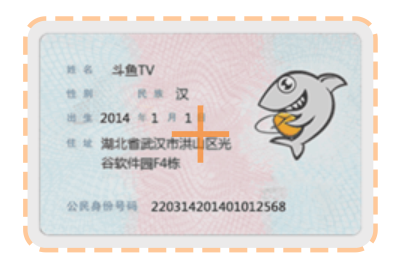 姓 名 斗鱼TV
性 别 民 族 汉
出 生 2014 年 1 月 1 日
住 址 湖北省武汉市洪山区光
谷软件园F4栋
公民身份号码 220314201401012568